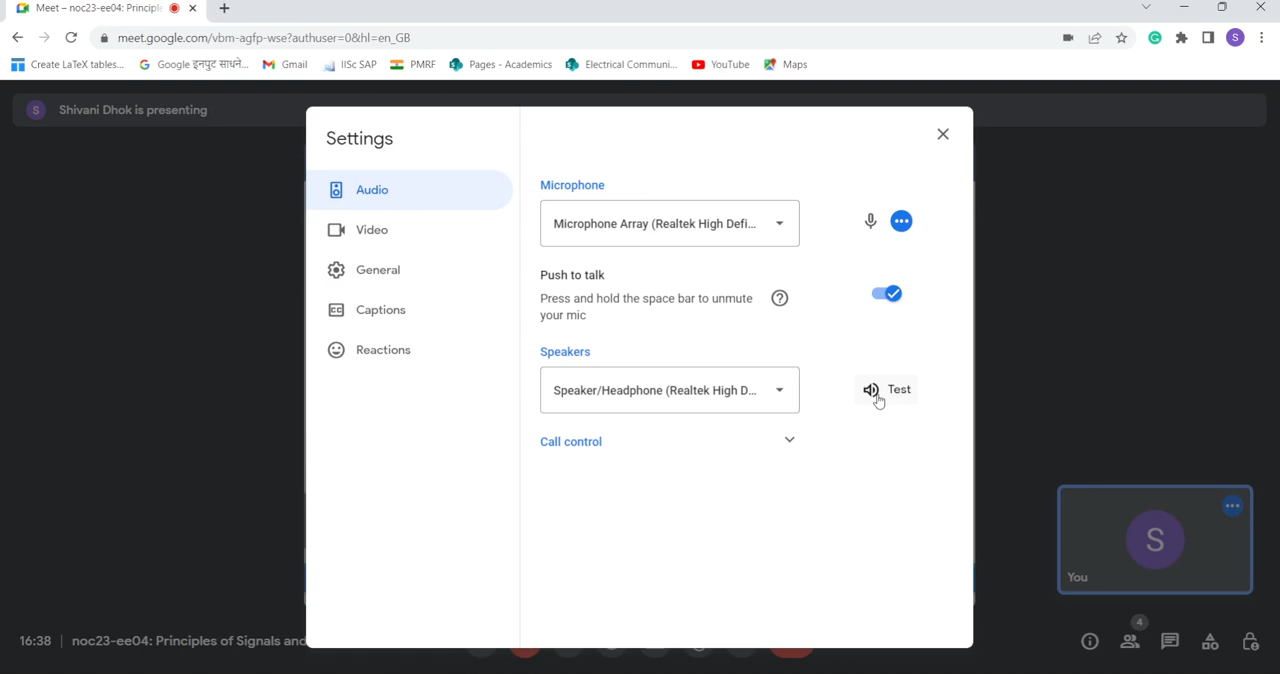 Meet – noc23-ee04: Principle
meet.google.com/vbm-agfp-wse?authuser=0&hl=en_GB
S
Create LaTeX tables...
Google इनपुट साधने...
Gmail
IISc SAP
PMRF
Pages - Academics
Electrical Communi...
YouTube
Maps
S
Shivani Dhok is presenting
Settings
Audio
Video
General
CC
Captions
Reactions
Microphone
Microphone Array (Realtek High Defi...
Push to talk
Press and hold the space bar to unmute
your mic
Speakers
Speaker/Headphone (Realtek High D...
Test
Call control
S
You
16:38 | noc23-ee04: Principles of Signals and
4